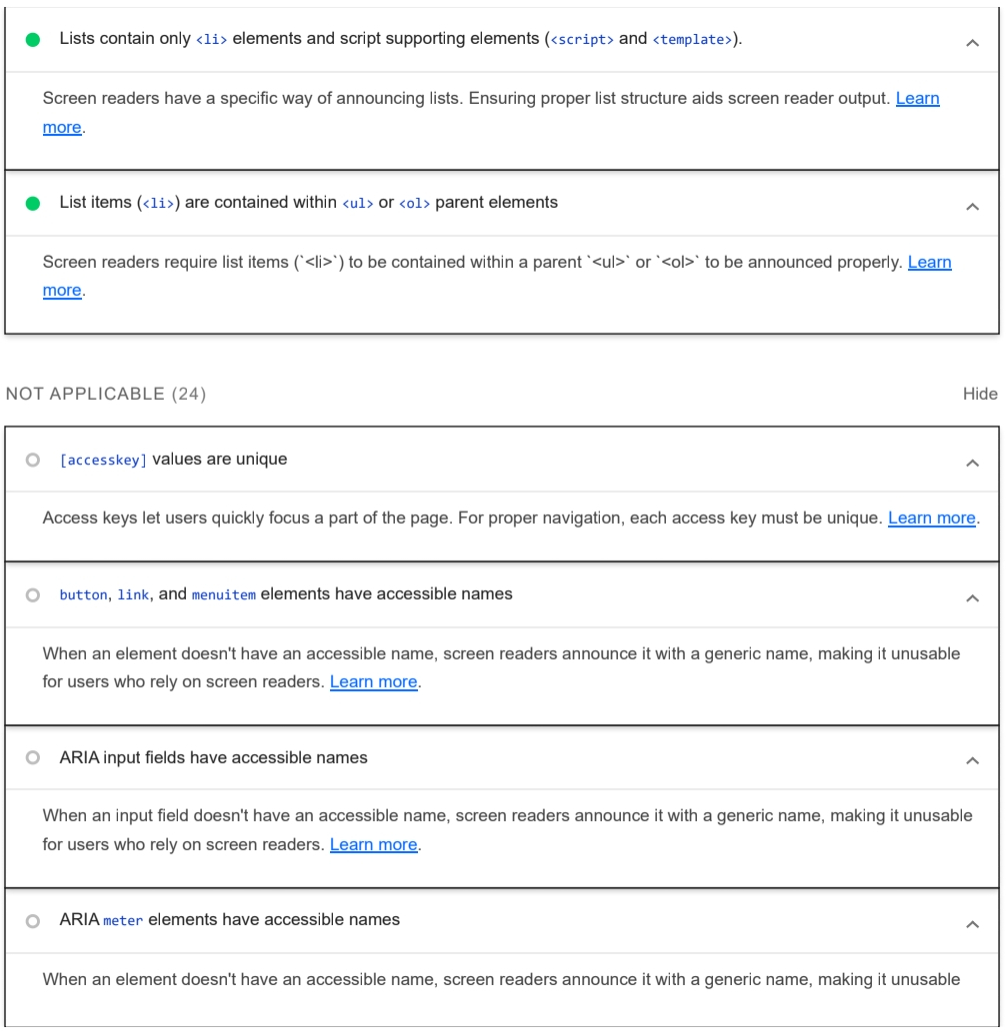 Lists contain only <li> elements and script supporting elements (<script> and <template>).
Screen readers have a specific way of announcing lists. Ensuring proper list structure aids screen reader output. Learn
more.
List items (<li>) are contained within <ul> or <ol> parent elements
Screen readers require list items (`<li>`) to be contained within a parent `<ul>` or `<ol>` to be announced properly. Learn
more.
NOT APPLICABLE (24) Hide
[accesskey] values are unique
Access keys let users quickly focus a part of the page. For proper navigation, each access key must be unique. Learn more.
button, link, and menuitem elements have accessible names
When an element doesn't have an accessible name, screen readers announce it with a generic name, making it unusable
for users who rely on screen readers. Learn more.
ARIA input fields have accessible names
When an input field doesn't have an accessible name, screen readers announce it with a generic name, making it unusable
for users who rely on screen readers. Learn more.
ARIA meter elements have accessible names
When an element doesn't have an accessible name, screen readers announce it with a generic name, making it unusable